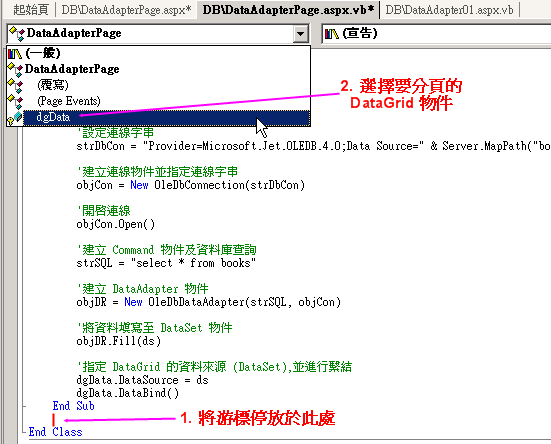 起始頁 DB\DataAdapterPage.aspx* DB\DataAdapterPage.aspx.vb* DB\DataAdapter01.aspx.vb
DataAdapterPage (宣告)
(一般)
DataAdapterPage
(覆寫)
(Page Events)
dgData
2. 選擇要分頁的
DataGrid 物件
'設定連線字串
strDbCon = "Provider=Microsoft.Jet.OLEDB.4.0;Data Source=" & Server.MapPath("bo
'建立連線物件並指定連線字串
objCon = New OleDbConnection(strDbCon)
'開啓連線
objCon.Open()
'建立 Command 物件及資料庫查詢
strSQL = "select * from books"
'建立 DataAdapter 物件
objDR = New OleDbDataAdapter(strSQL, objCon)
'將資料填寫至 DataSet 物件
objDR.Fill(ds)
'指定 DataGrid 的資料來源 (DataSet),並進行繫結
dgData.DataSource = ds
dgData.DataBind()
End Sub
1. 將游標停放於此處
End Class